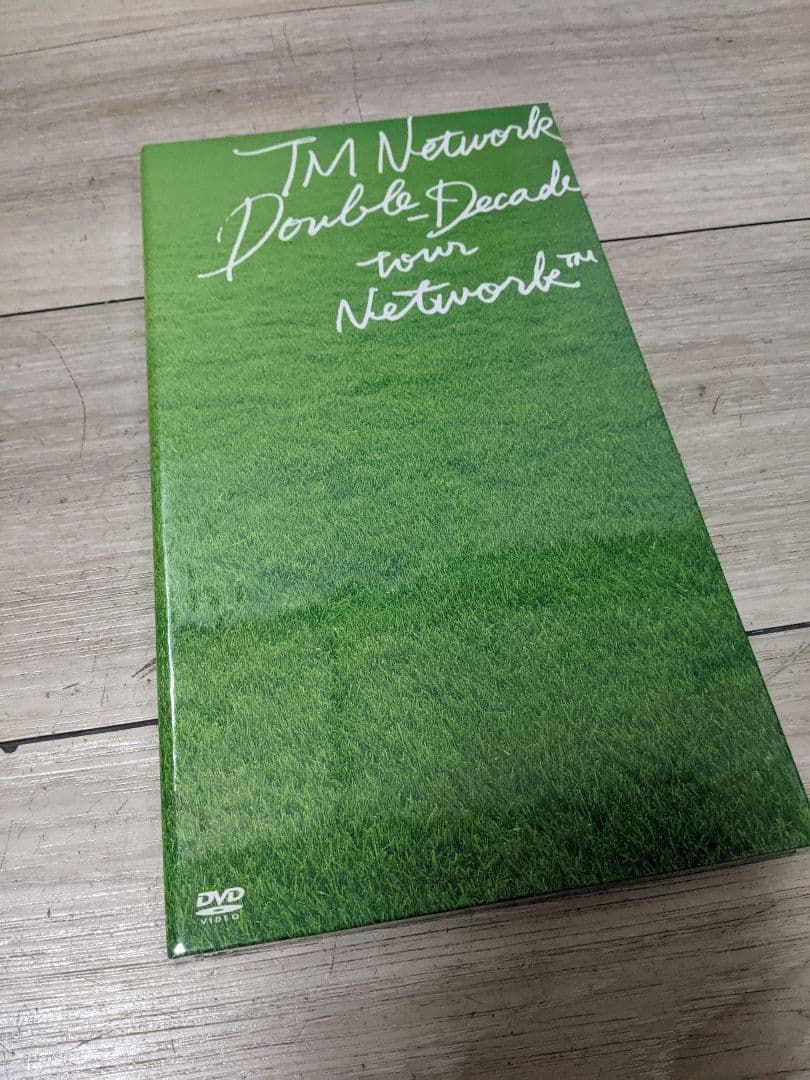 TM Network
Double-Decade
tour
Network™
DVD
VIDEO